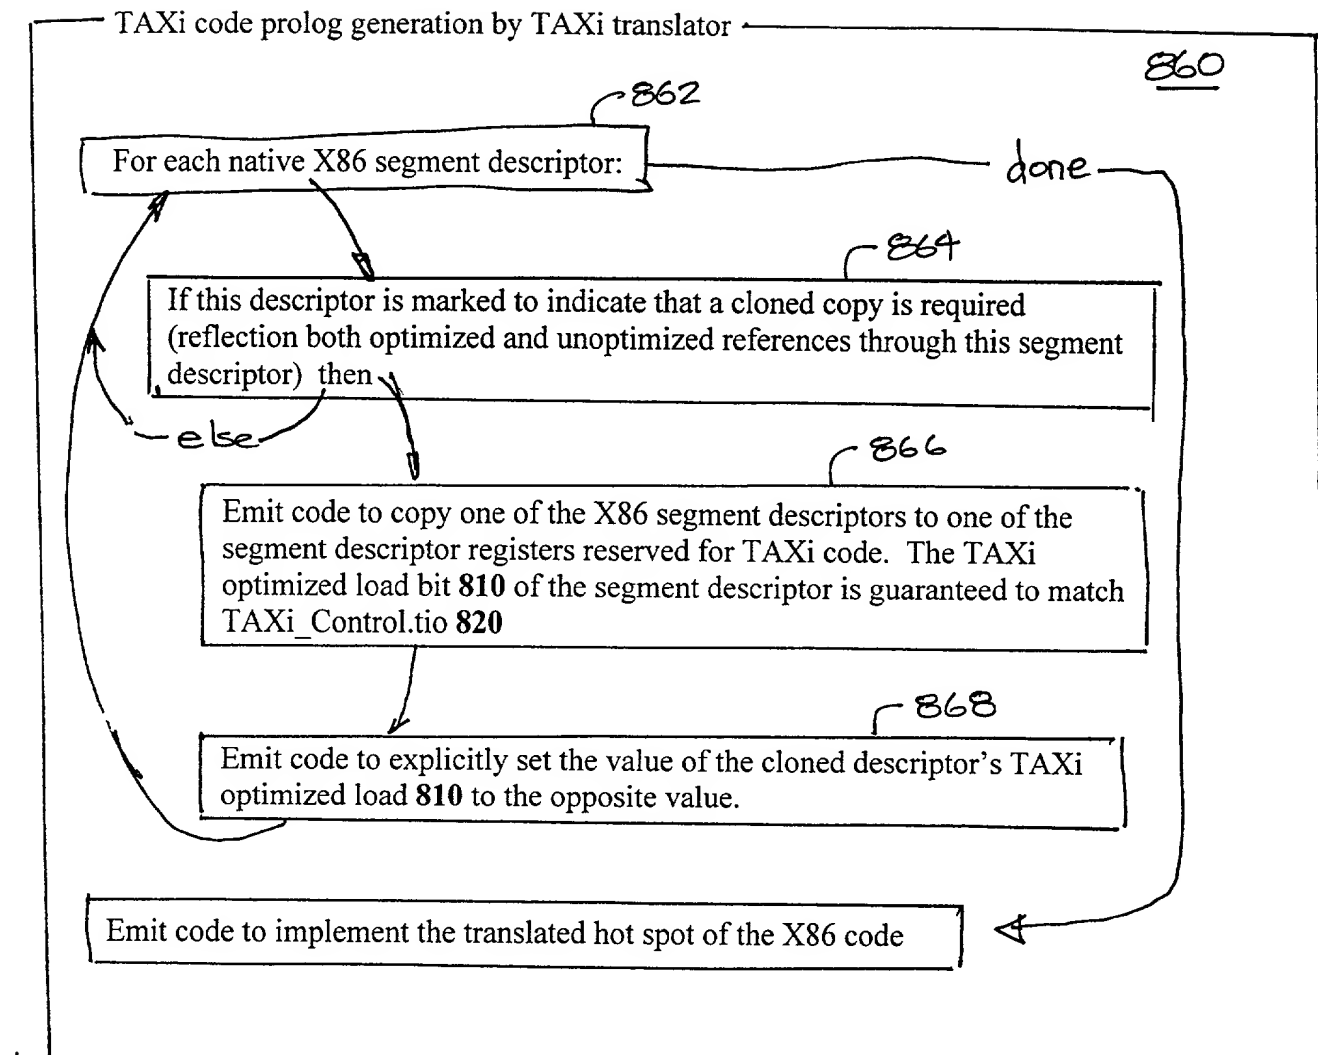 TAXi code prolog generation by TAXi translator
860
862
For each native X86 segment descriptor:
done
864
If this descriptor is marked to indicate that a cloned copy is required
(reflection both optimized and unoptimized references through this segment
descriptor) then
else
866
Emit code to copy one of the X86 segment descriptors to one of the
segment descriptor registers reserved for TAXi code. The TAXi
optimized load bit 810 of the segment descriptor is guaranteed to match
TAXi_Control.tio 820
868
Emit code to explicitly set the value of the cloned descriptor's TAXi
optimized load 810 to the opposite value.
Emit code to implement the translated hot spot of the X86 code